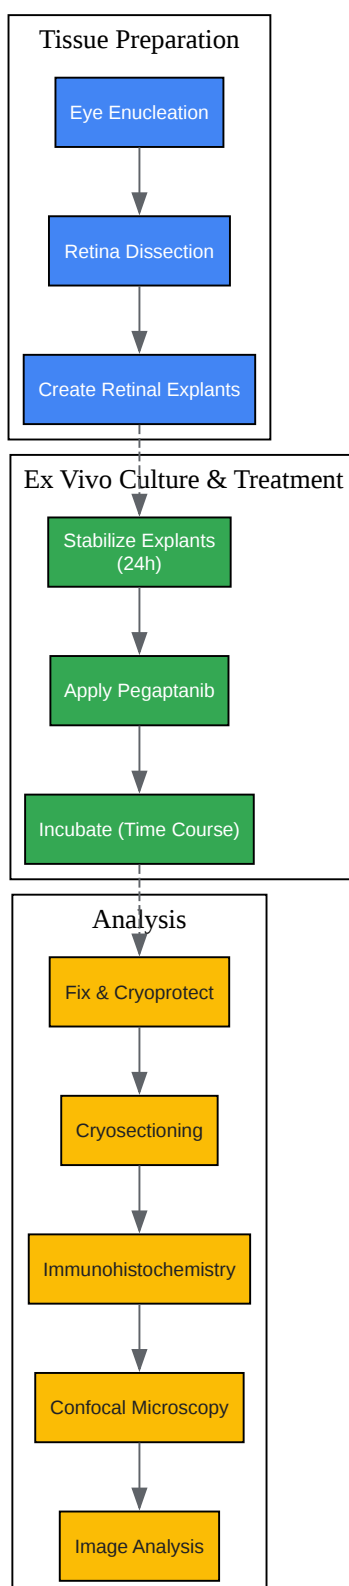 Tissue Preparation
Eye Enucleation
Retina Dissection
Create Retinal Explants
Ex Vivo Culture & Treatment
Stabilize Explants
(24h)
Apply Pegaptanib
Incubate (Time Course)
Analysis
Fix & Cryoprotect
Cryosectioning
Immunohistochemistry
Confocal Microscopy
Image Analysis